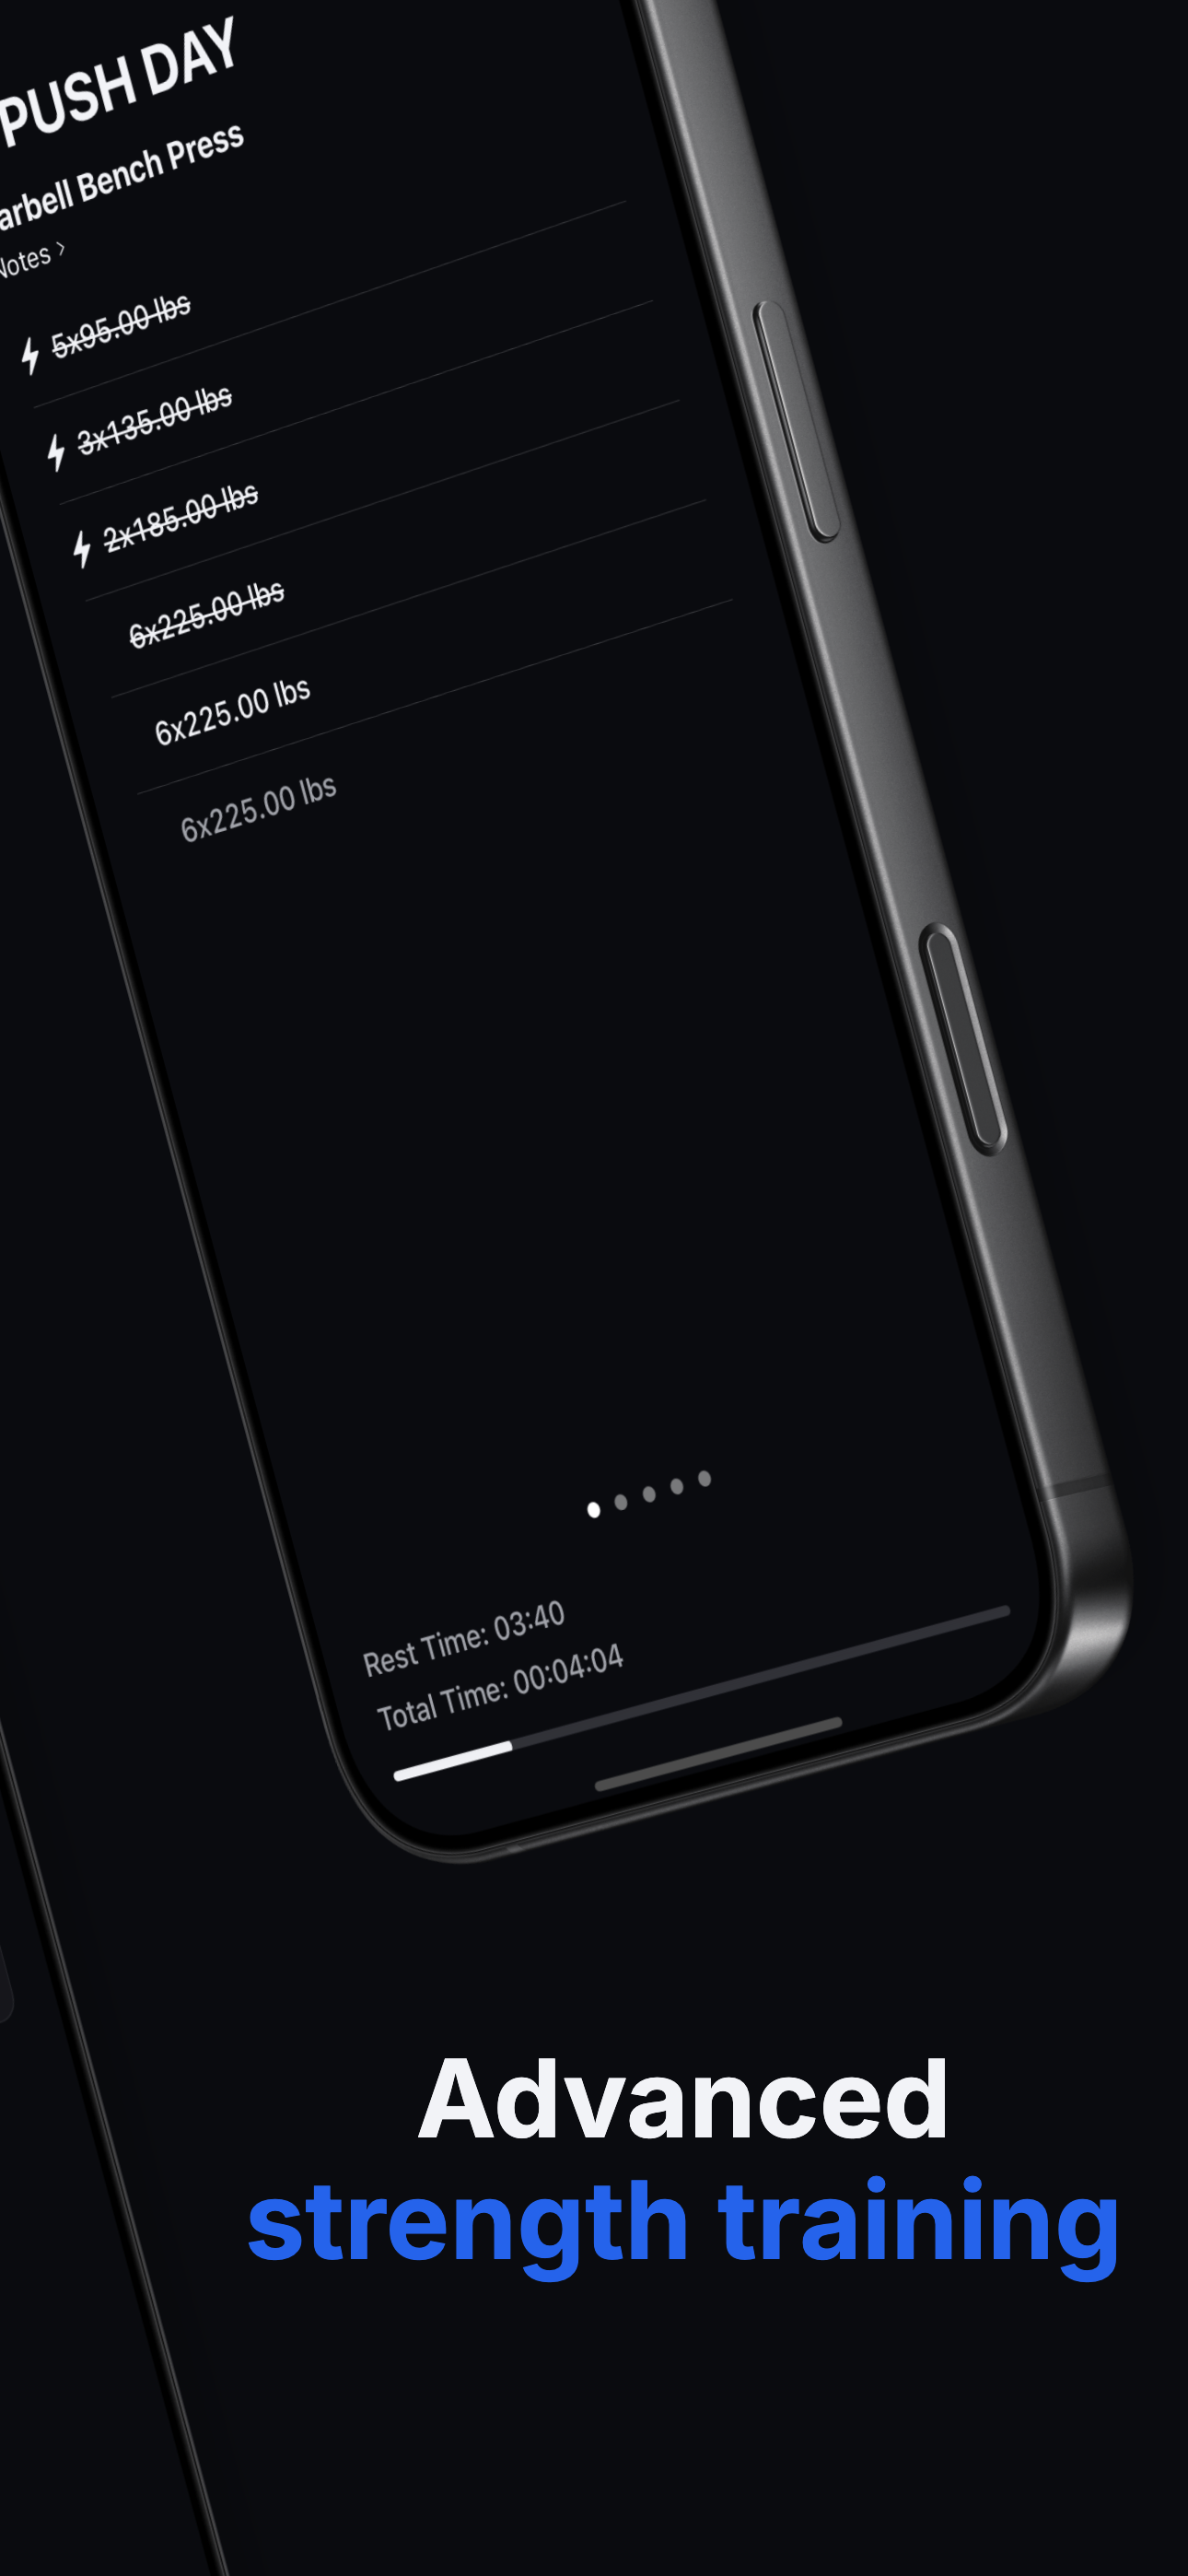 PUSH DAY
arbell Bench Press
Notes >
5x95.00 lbs
3x135.00 lbs
2x185.00 lbs
6x225.00 lbs
6x225.00 lbs
6x225.00 lbs
Rest Time: 03:40
Total Time: 00:04:04
Advanced
strength training